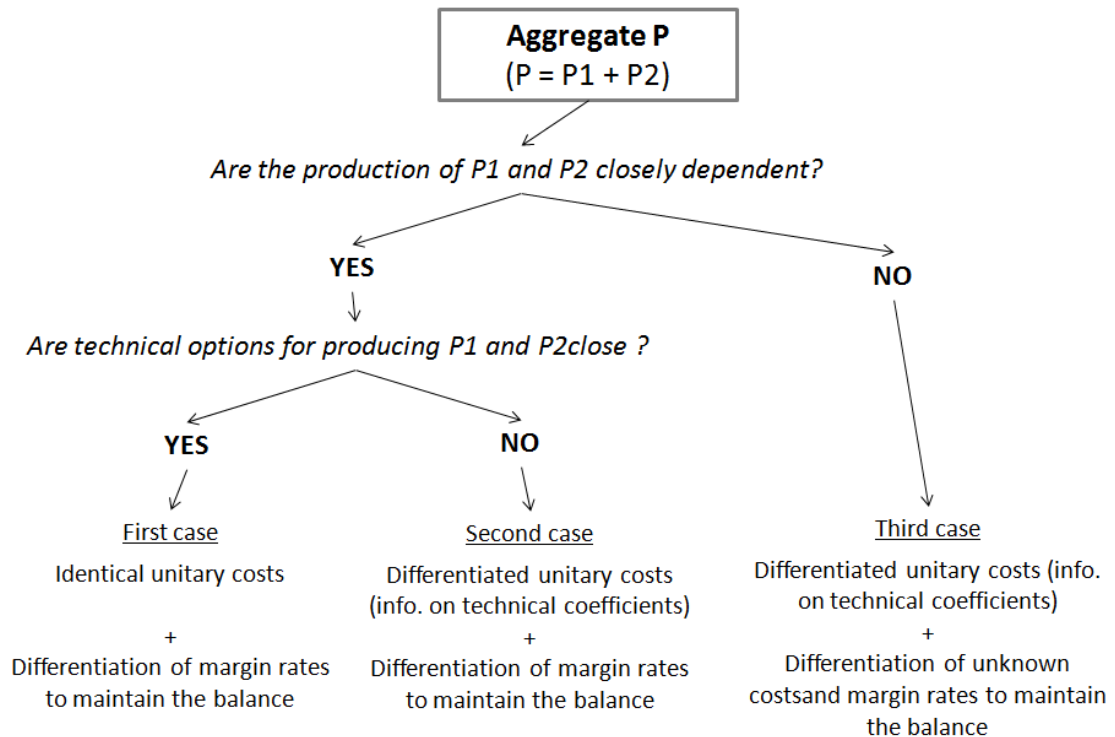 Aggregate P
(P = P1 + P2)
Are the production of P1 and P2 closely dependent?
YES
NO
Are technical options for producing P1 and P2close ?
YES
NO
First case
Identical unitary costs
+
Differentiation of margin rates
to maintain the balance
Second case
Differentiated unitary costs
(info. on technical coefficients)
+
Differentiation of margin rates
to maintain the balance
Third case
Differentiated unitary costs (info.
on technical coefficients)
+
Differentiation of unknown
costsand margin rates to maintain
the balance